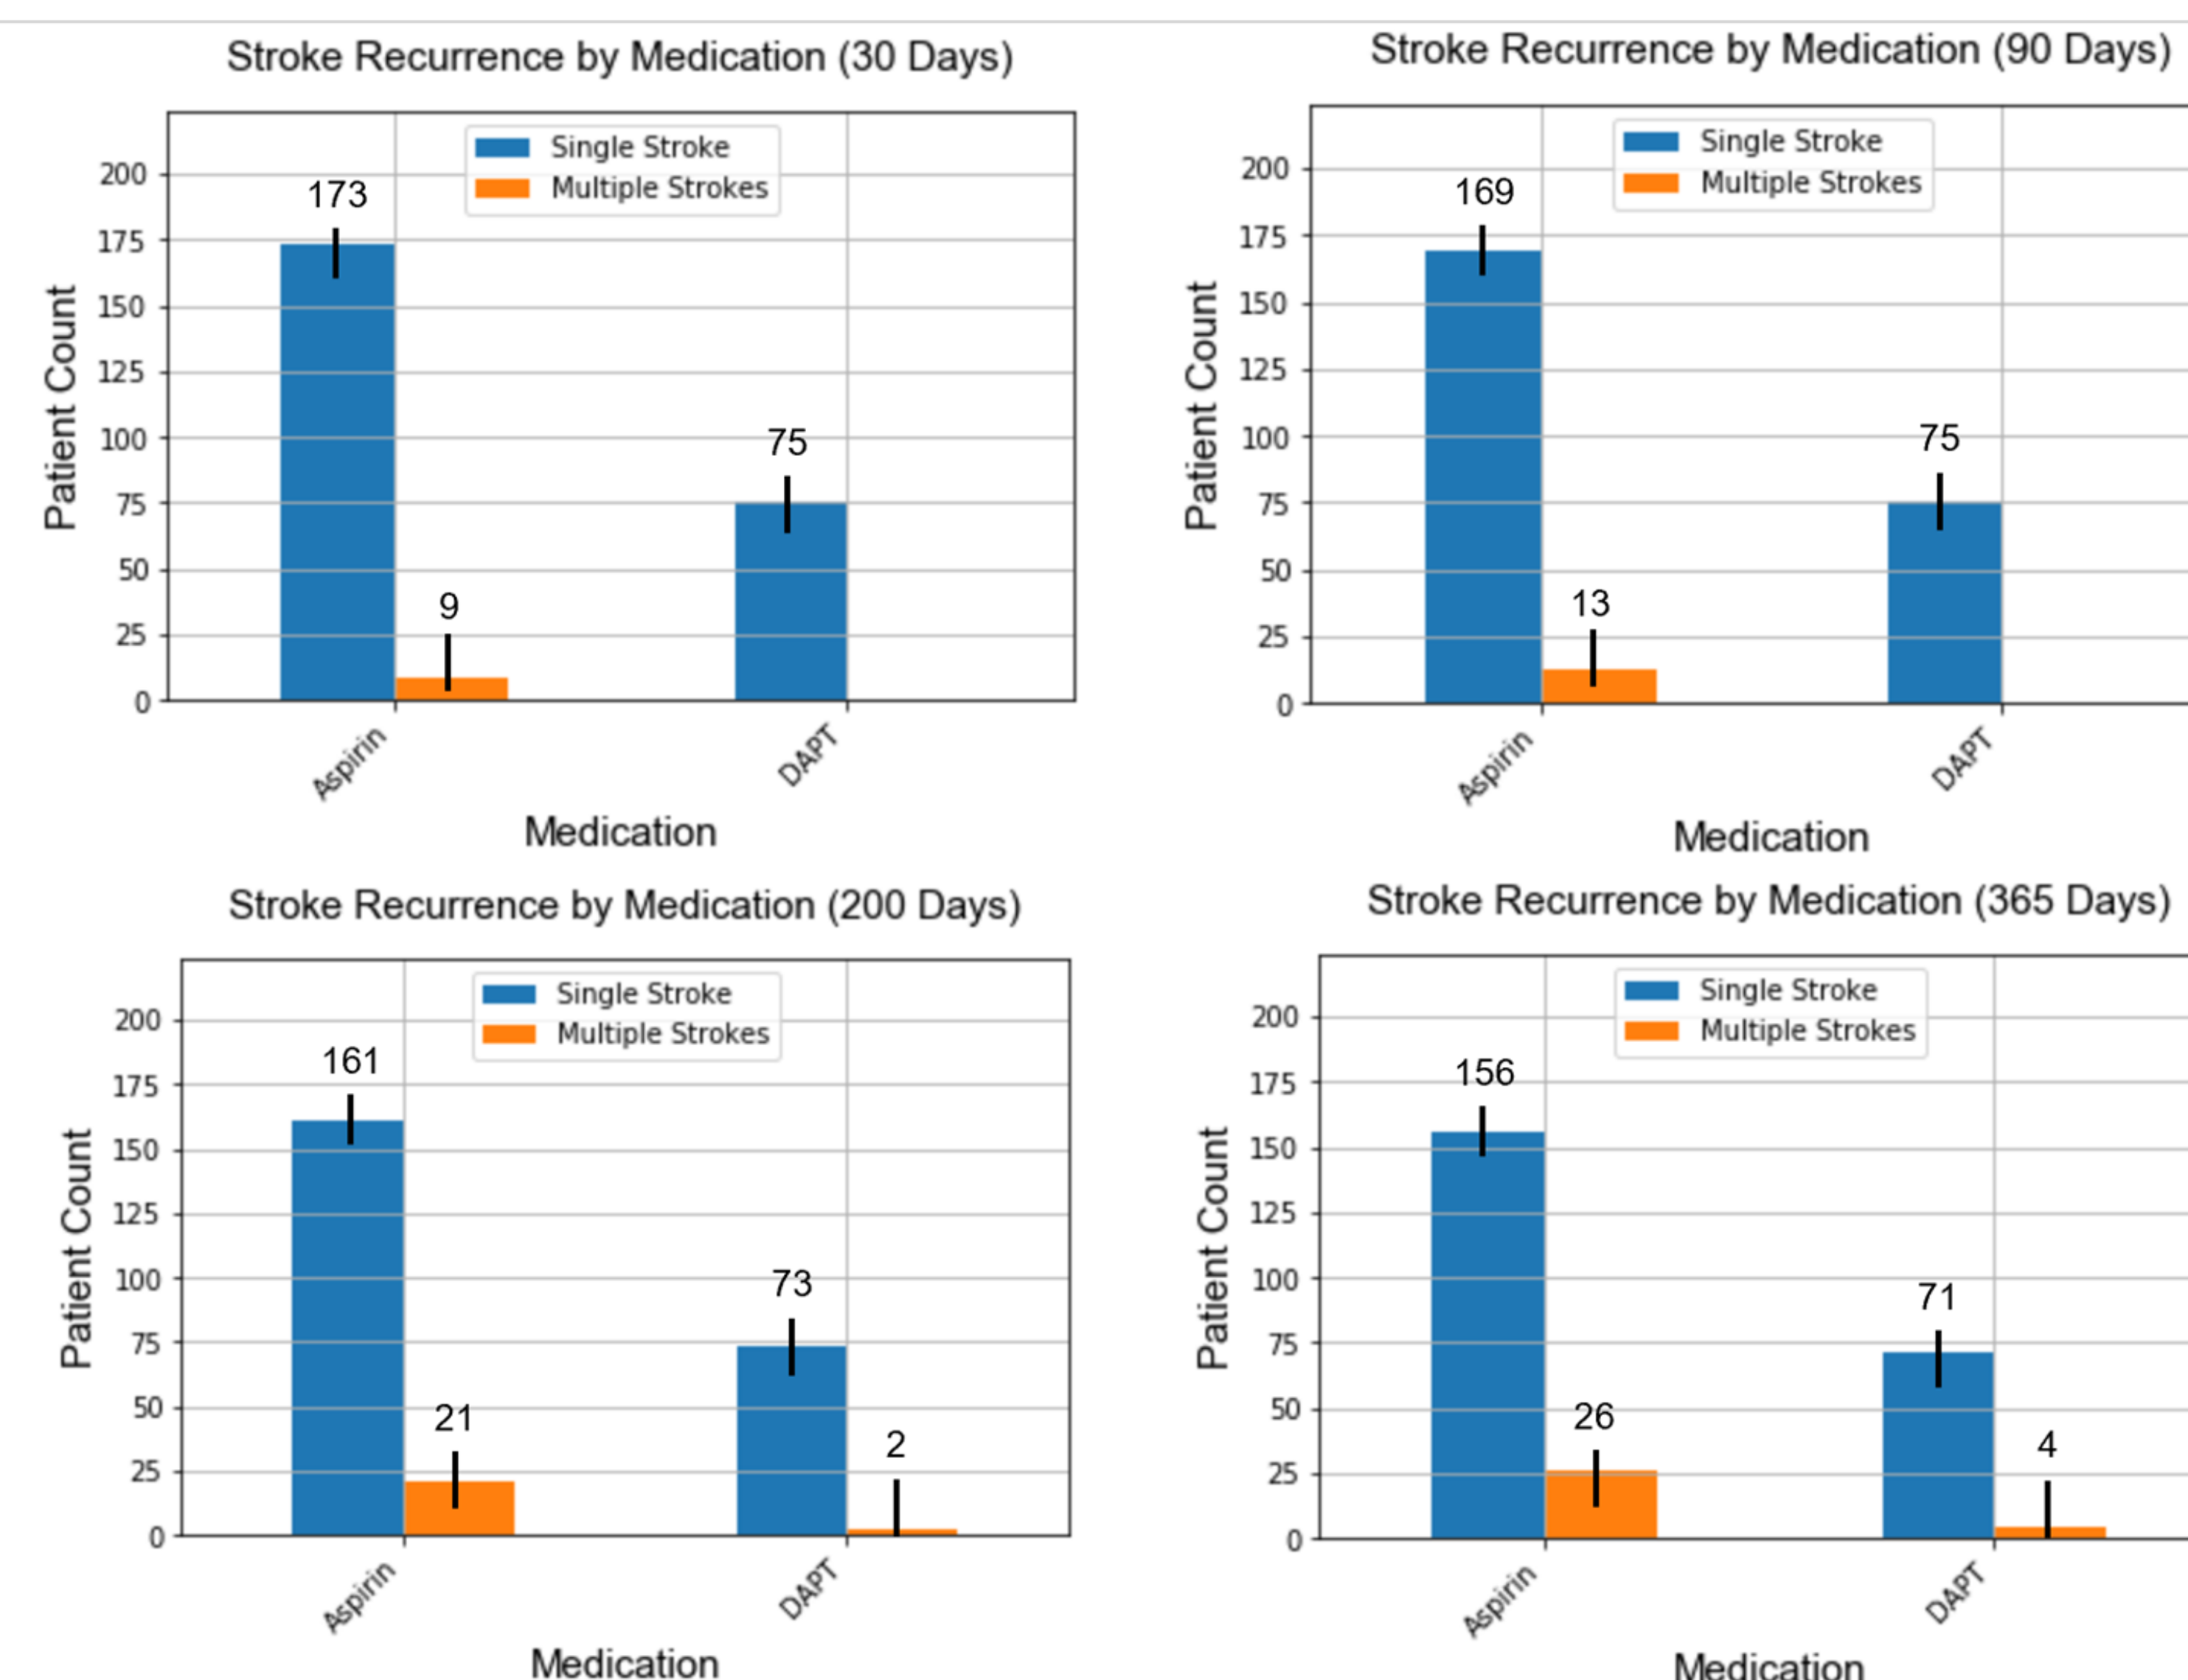 Stroke Recurrence by Medication (30 Days)
Single Stroke
Multiple Strokes
200
175
150
125
100
75
50
25
0
173
9
75
Patient Count
Aspirin
DAPT
Medication
Stroke Recurrence by Medication (90 Days)
Single Stroke
Multiple Strokes
200
175
150
125
100
75
50
25
0
169
13
75
Patient Count
Aspirin
DAPT
Medication
Stroke Recurrence by Medication (200 Days)
Single Stroke
Multiple Strokes
200
175
150
125
100
75
50
25
0
161
21
73
2
Patient Count
Aspirin
DAPT
Medication
Stroke Recurrence by Medication (365 Days)
Single Stroke
Multiple Strokes
200
175
150
125
100
75
50
25
0
156
26
71
4
Patient Count
Aspirin
DAPT
Medication